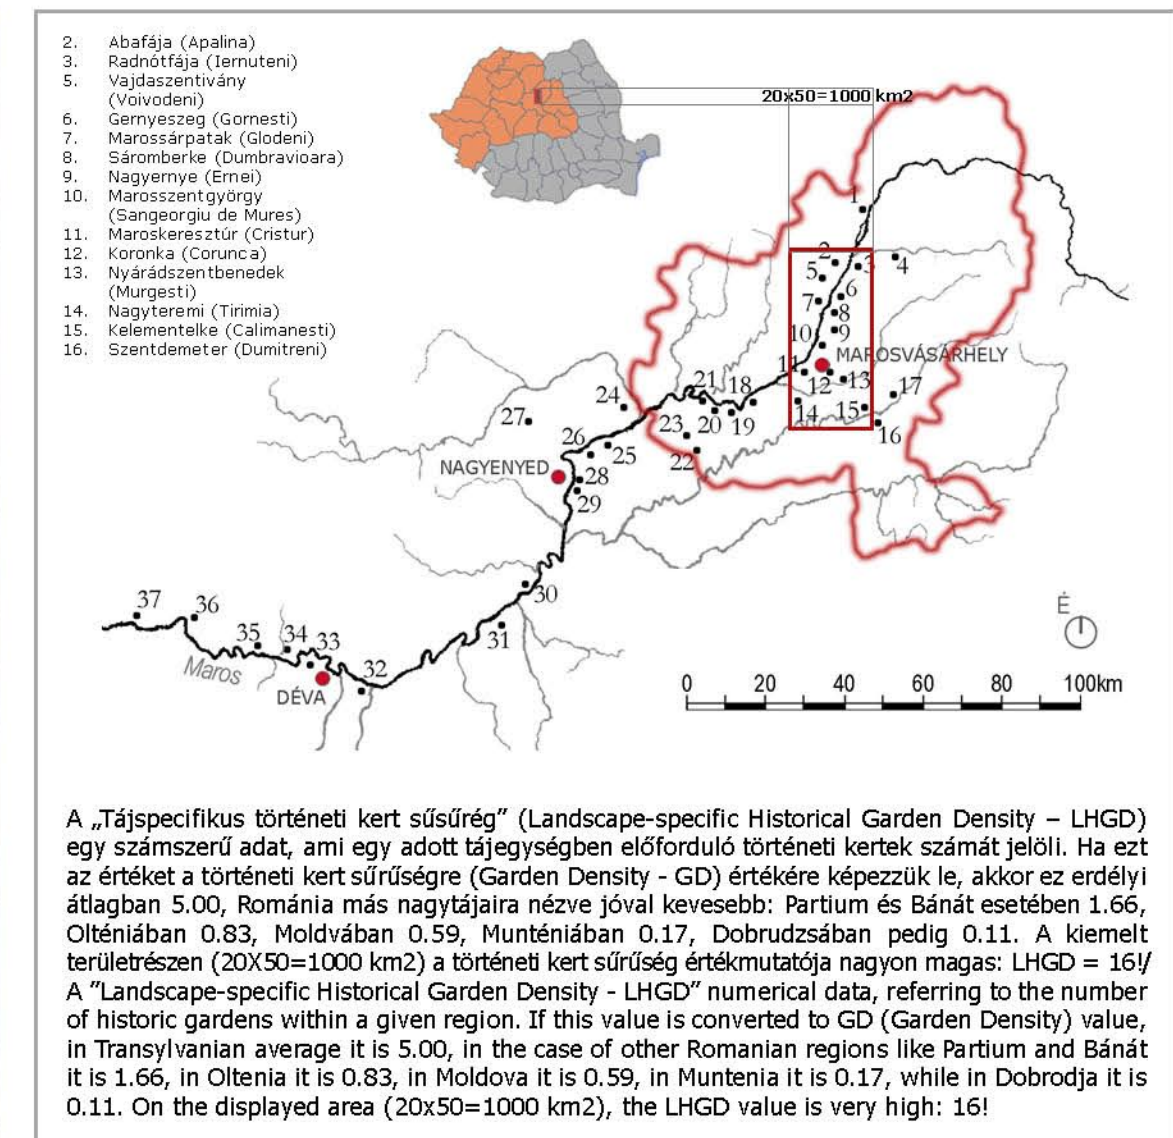 2. Abafája (Apalina)
3. Radnótfája (Iernuteni)
5. Vajdaszentivány
(Voivodeni)
6. Gernyeszeg (Gornesti)
7. Marossárpatak (Glodeni)
8. Sáromberke (Dumbravioara)
9. Nagyernye (Ernei)
10. Marosszentgyörgy
(Sangeorgiu de Mures)
11. Maroskeresztúr (Cristur)
12. Koronka (Corunca)
13. Nyárádszentbenedek
(Murgesti)
14. Nagyteremi (Tirimia)
15. Kelementelke (Calimanesti)
16. Szentdemeter (Dumitreni)
20x50=1000 km2
1
2
3
4
5
6
7
8
9
10
MAROSVÁSÁRHELY
11
12
13
14
15
16
17
18
19
20
21
22
23
24
25
26
27
NAGYENYED
28
29
30
31
32
33
34
35
36
37
Maros
DÉVA
É
0 20 40 60 80 100km
A „Tájspecifikus történeti kert sűsűrég” (Landscape-specific Historical Garden Density – LHGD)
egy számszerű adat, ami egy adott tájegységben előforduló történeti kertek számát jelöli. Ha ezt
az értéket a történeti kert sűrűségre (Garden Density - GD) értékére képezzük le, akkor ez erdélyi
átlagban 5.00, Románia más nagytájaira nézve jóval kevesebb: Partium és Bánát esetében 1.66,
Olténiában 0.83, Moldvában 0.59, Munténiában 0.17, Dobrudzsában pedig 0.11. A kiemelt
területrészen (20X50=1000 km2) a történeti kert sűrűség értékmutatója nagyon magas: LHGD = 16!/
A ”Landscape-specific Historical Garden Density - LHGD” numerical data, referring to the number
of historic gardens within a given region. If this value is converted to GD (Garden Density) value,
in Transylvanian average it is 5.00, in the case of other Romanian regions like Partium and Bánát
it is 1.66, in Oltenia it is 0.83, in Moldova it is 0.59, in Muntenia it is 0.17, while in Dobrodja it is
0.11. On the displayed area (20x50=1000 km2), the LHGD value is very high: 16!